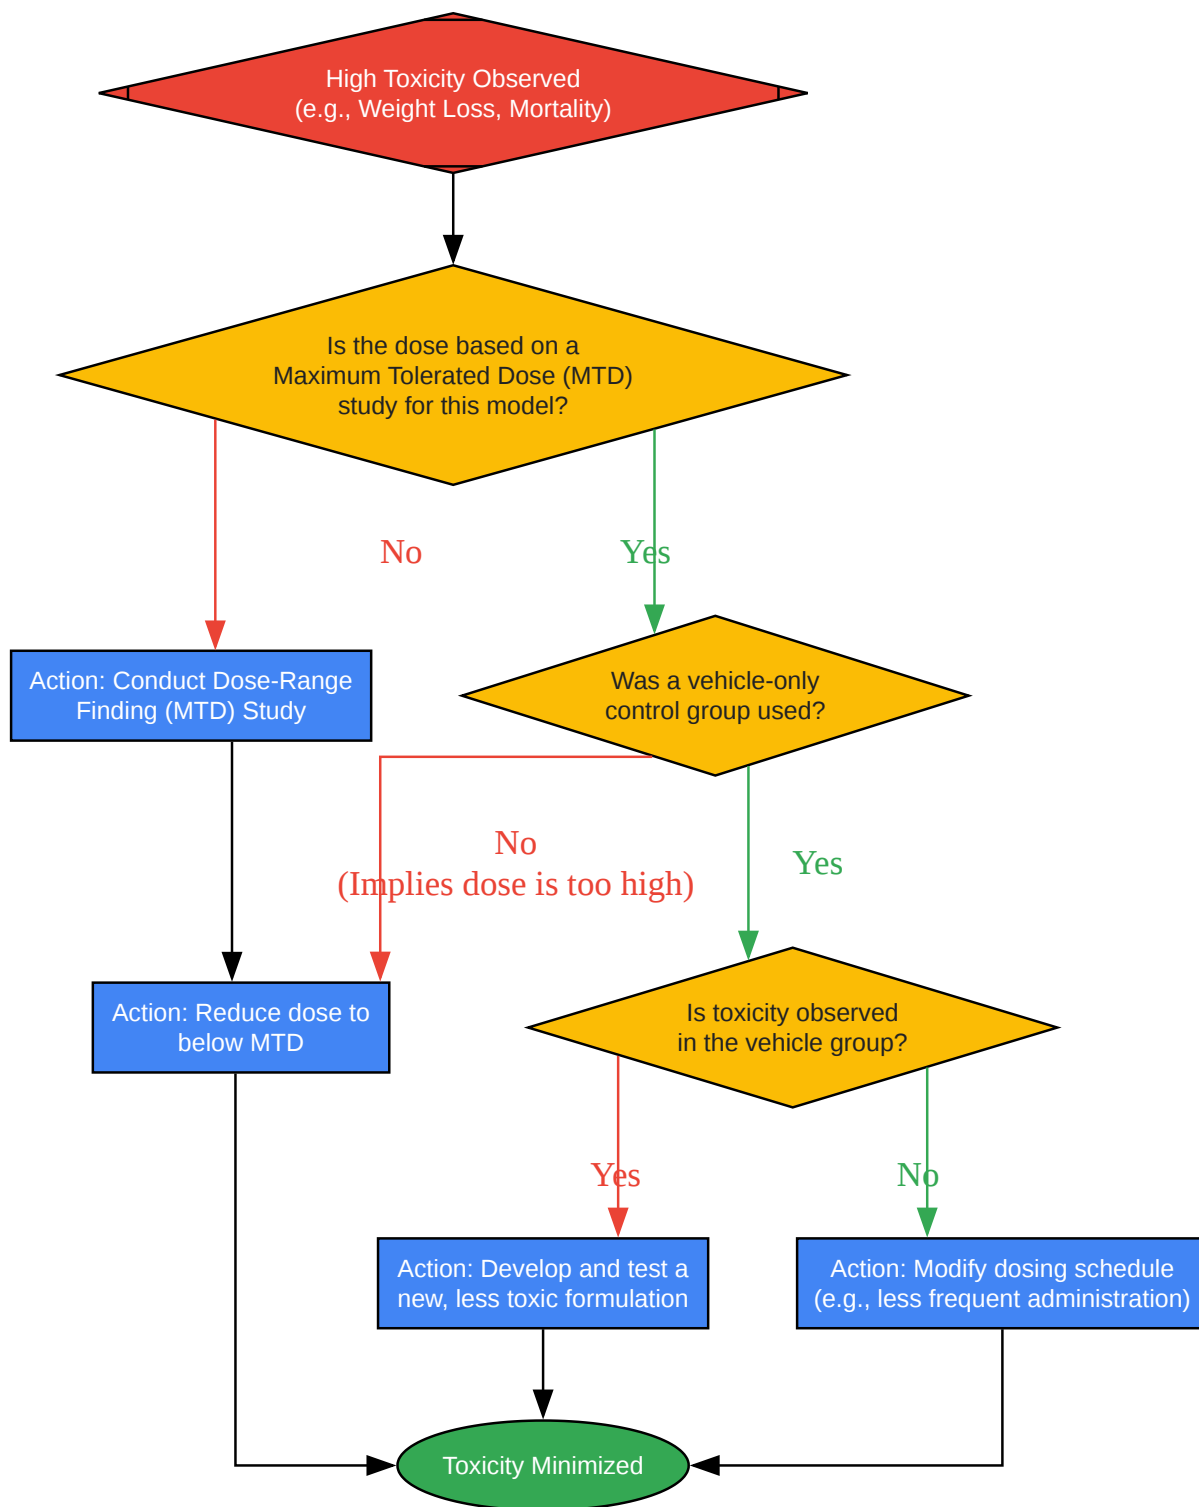 High Toxicity Observed
(e.g., Weight Loss, Mortality)
Is the dose based on a
Maximum Tolerated Dose (MTD)
study for this model?
No
Yes
Action: Conduct Dose-Range
Finding (MTD) Study
Was a vehicle-only
control group used?
No
(Implies dose is too high)
Yes
Action: Reduce dose to
below MTD
Is toxicity observed
in the vehicle group?
Yes
No
Action: Develop and test a
new, less toxic formulation
Action: Modify dosing schedule
(e.g., less frequent administration)
Toxicity Minimized